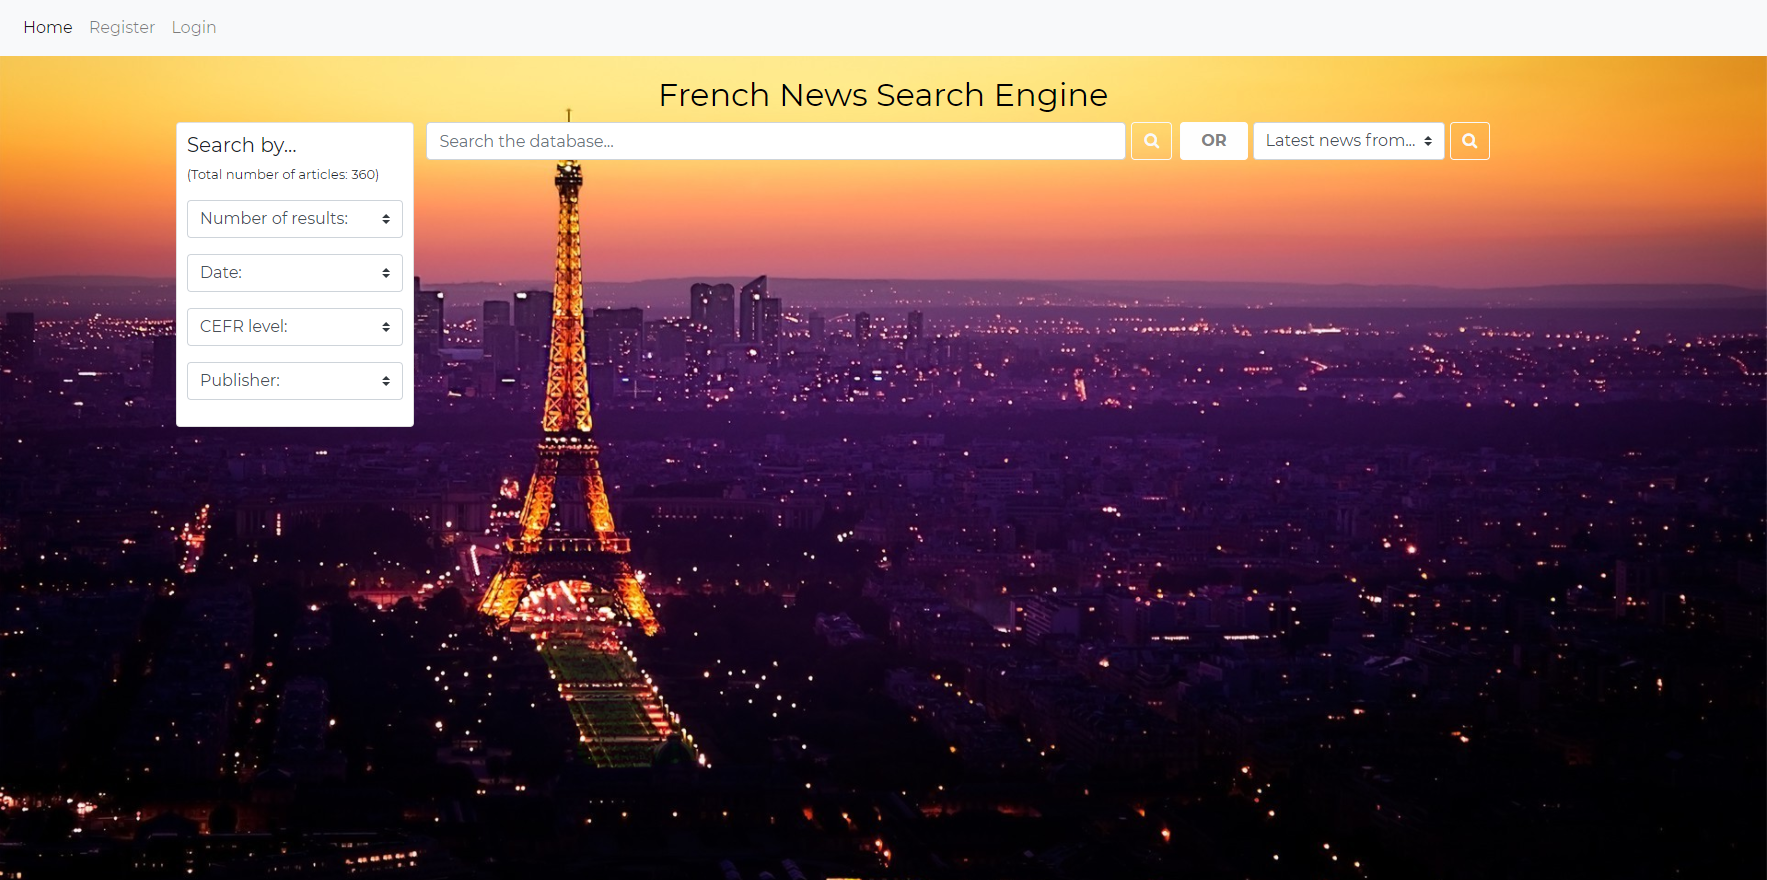 Home Register Login
French News Search Engine
Search the database... OR Latest news from...
Search by...
(Total number of articles: 360)
Number of results:
Date:
CEFR level:
Publisher: